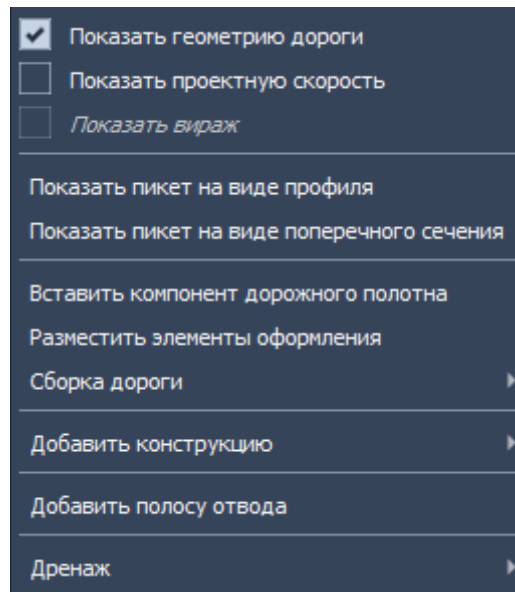 Показать геометрию дороги
Показать проектную скорость
Показать вираж
Показать пикет на виде профиля
Показать пикет на виде поперечного сечения
Вставить компонент дорожного полотна
Разместить элементы оформления
Сборка дороги
Добавить конструкцию
Добавить полосу отвода
Дренаж